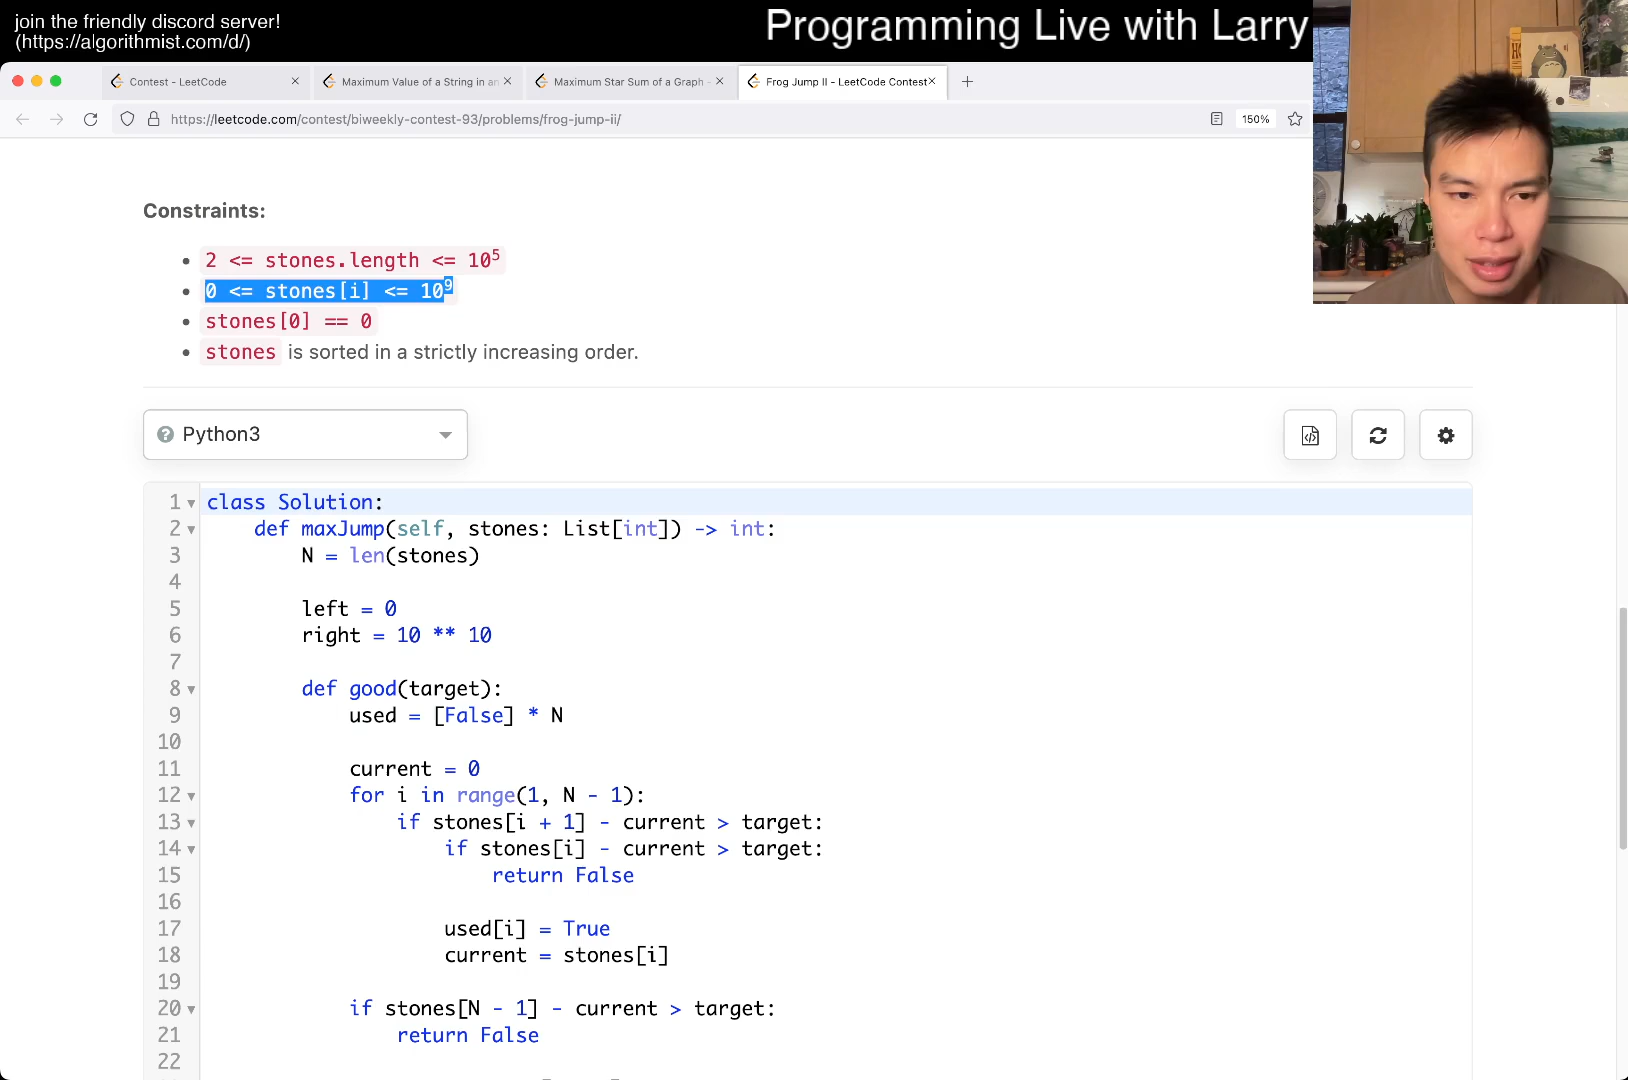 join the friendly discord server!
(https://algorithmist.com/d/)
Programming Live with Larry
Contest - LeetCode
Maximum Value of a String in an
Maximum Star Sum of a Graph -
Frog Jump II - LeetCode Contest
https://leetcode.com/contest/biweekly-contest-93/problems/frog-jump-ii/
150%
Constraints:
• 2 <= stones.length <= 10⁵
• 0 <= stones[i] <= 10⁹
• stones[0] == 0
• stones is sorted in a strictly increasing order.
Python3
1 class Solution:
2 def maxJump(self, stones: List[int]) -> int:
3 N = len(stones)
4
5 left = 0
6 right = 10 ** 10
7
8 def good(target):
9 used = [False] * N
10
11 current = 0
12 for i in range(1, N - 1):
13 if stones[i + 1] - current > target:
14 if stones[i] - current > target:
15 return False
16
17 used[i] = True
18 current = stones[i]
19
20 if stones[N - 1] - current > target:
21 return False
22